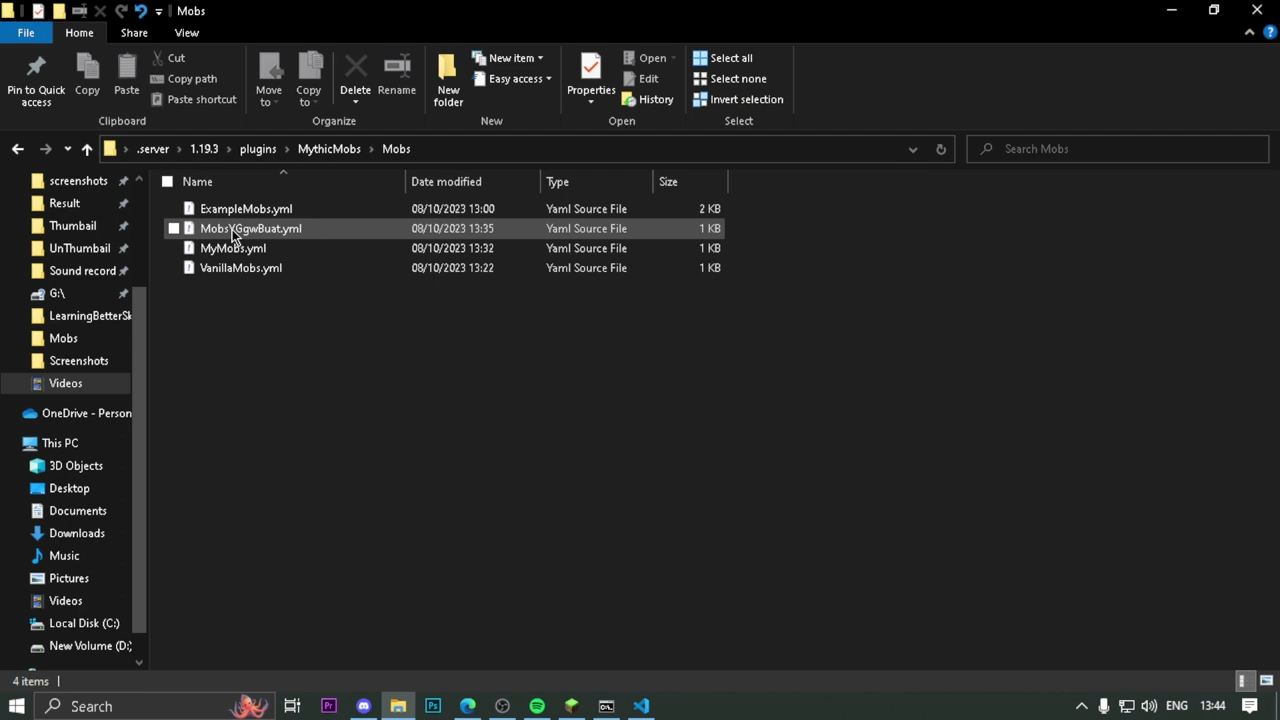 Mobs
File
Home
Share
View
Pin to Quick access
Copy
Paste
Cut
Copy path
Paste shortcut
Clipboard
Move to
Copy to
Delete
Rename
Organize
New folder
New item
Easy access
New
Properties
Open
Edit
History
Open
Select all
Select none
Invert selection
Select
.server
1.19.3
plugins
MythicMobs
Mobs
Search Mobs
Name
Date modified
Type
Size
ExampleMobs.yml 08/10/2023 13:00 Yaml Source File 2 KB
MobsYGgwBuat.yml 08/10/2023 13:35 Yaml Source File 1 KB
MyMobs.yml 08/10/2023 13:32 Yaml Source File 1 KB
VanillaMobs.yml 08/10/2023 13:22 Yaml Source File 1 KB
screenshots
Result
Thumbail
UnThumbail
Sound record
G:\
LearningBetterSk
Mobs
Screenshots
Videos
OneDrive - Person
This PC
3D Objects
Desktop
Documents
Downloads
Music
Pictures
Videos
Local Disk (C:)
New Volume (D:)
4 items
Search
Pr
Ps
ENG
13:44